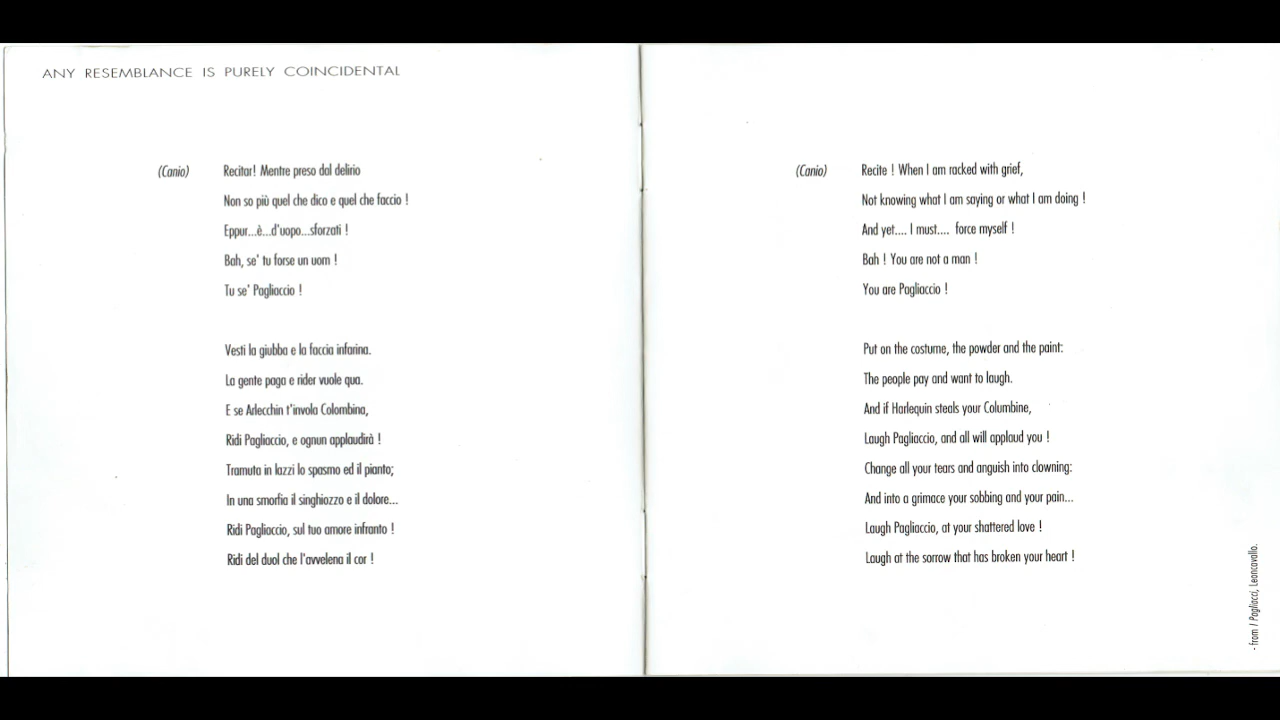 ANY RESEMBLANCE IS PURELY COINCIDENTAL
(Canio) Recitar! Mentre preso dal delirio
Non so più quel che dico e quel che faccio !
Eppur...è...d'uopo...sforzati !
Bah, se' tu forse un uom !
Tu se' Pagliaccio !
Vesti la giubba e la faccia infarina.
La gente paga e rider vuole qua.
E se Arlecchin t'invola Colombina,
Ridi Pagliaccio, e ognun applaudirà !
Tramuta in lazzi lo spasmo ed il pianto;
In una smorfia il singhiozzo e il dolore...
Ridi Pagliaccio, sul tuo amore infranto !
Ridi del duol che l'avvelena il cor !
(Canio) Recite ! When I am racked with grief,
Not knowing what I am saying or what I am doing !
And yet.... I must.... force myself !
Bah ! You are not a man !
You are Pagliaccio !
Put on the costume, the powder and the paint:
The people pay and want to laugh.
And if Harlequin steals your Columbine,
Laugh Pagliaccio, and all will applaud you !
Change all your tears and anguish into clowning:
And into a grimace your sobbing and your pain...
Laugh Pagliaccio, at your shattered love !
Laugh at the sorrow that has broken your heart !
- from I Pagliacci, Leoncavallo.